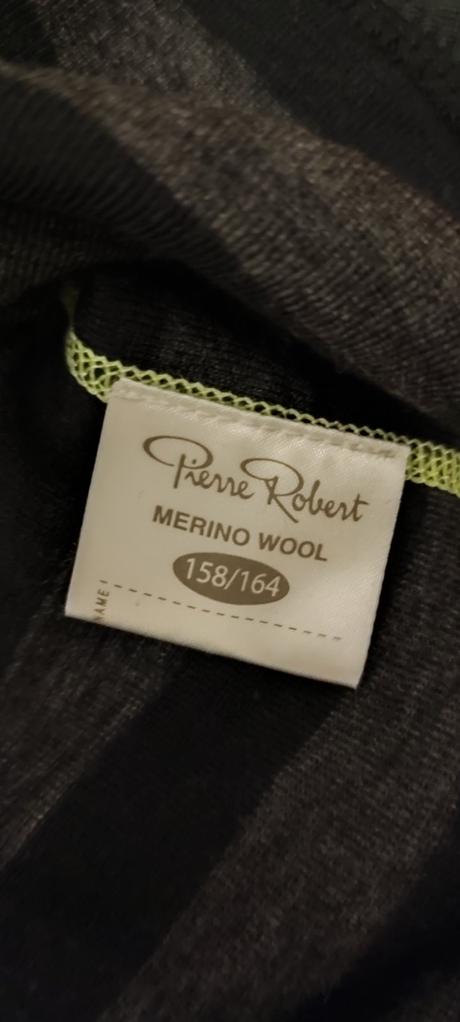 Pierre Robert
MERINO WOOL
158/164
NAME